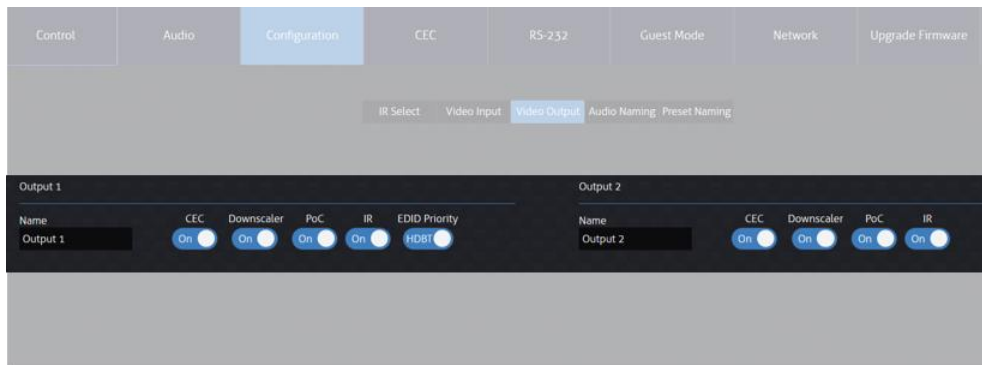 Control Audio Configuration CEC RS-232 Guest Mode Network Upgrade Firmware
IR Select Video Input Video Output Audio Naming Preset Naming
Output 1
Name CEC Downscaler PoC IR EDID Priority
Output 1 On On On On HDBT
Output 2
Name CEC Downscaler PoC IR
Output 2 On On On On